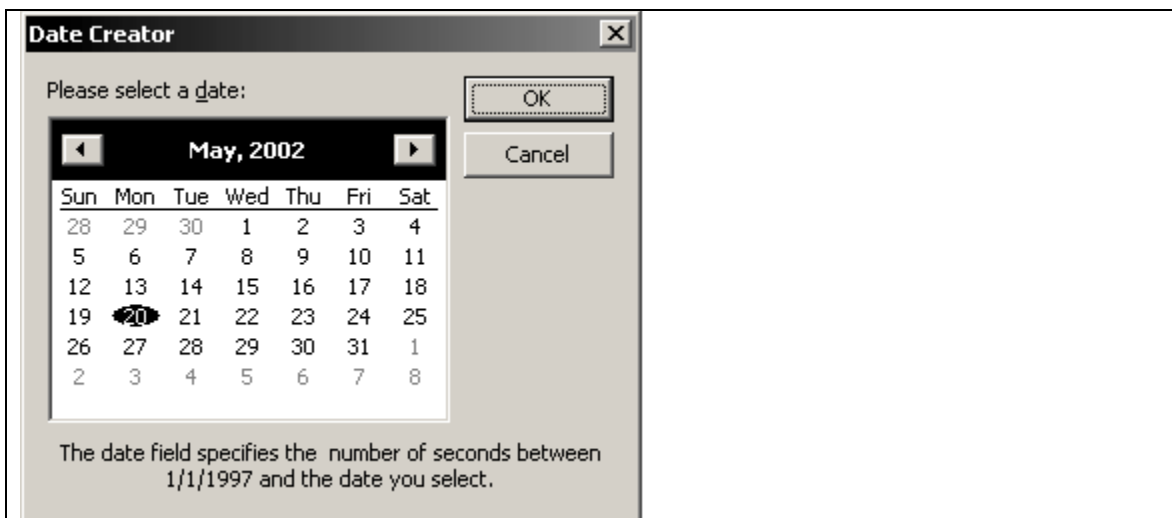 Date Creator
Please select a date:
OK
Cancel
May, 2002
Sun Mon Tue Wed Thu Fri Sat
28 29 30 1 2 3 4
5 6 7 8 9 10 11
12 13 14 15 16 17 18
19 20 21 22 23 24 25
26 27 28 29 30 31 1
2 3 4 5 6 7 8
The date field specifies the number of seconds between
1/1/1997 and the date you select.